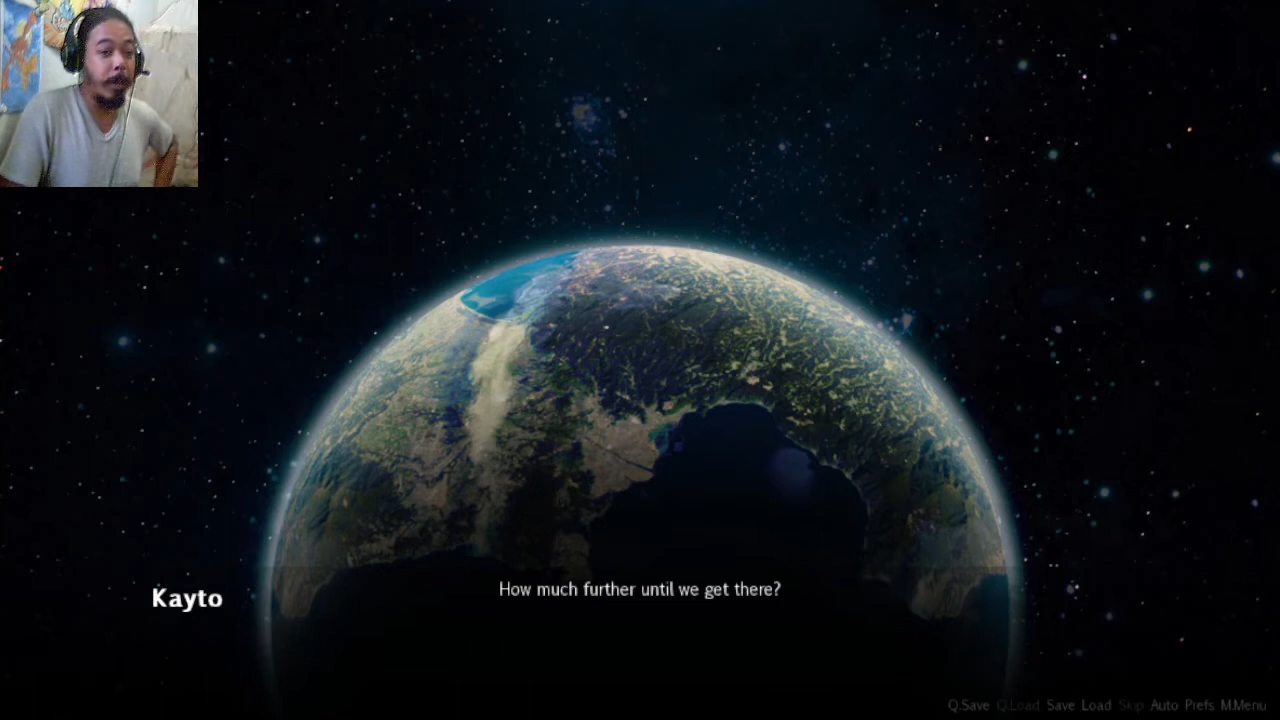 How much further until we get there?
Kayto
Q.Save Q.Load Save Load Skip Auto Prefs M.Menu